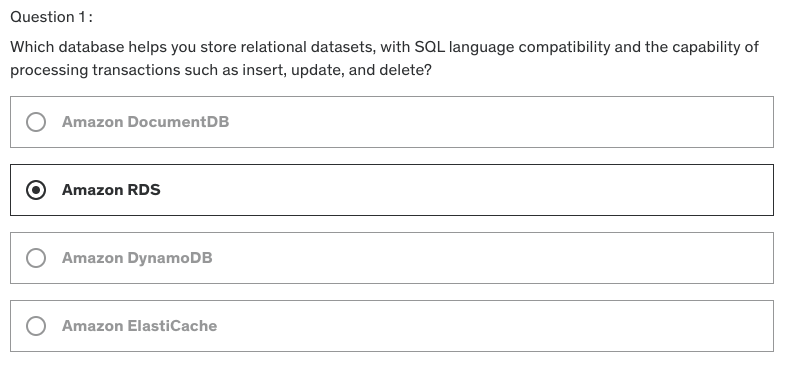 Question 1:
Which database helps you store relational datasets, with SQL language compatibility and the capability of
processing transactions such as insert, update, and delete?
Amazon DocumentDB
Amazon RDS
Amazon DynamoDB
Amazon ElastiCache